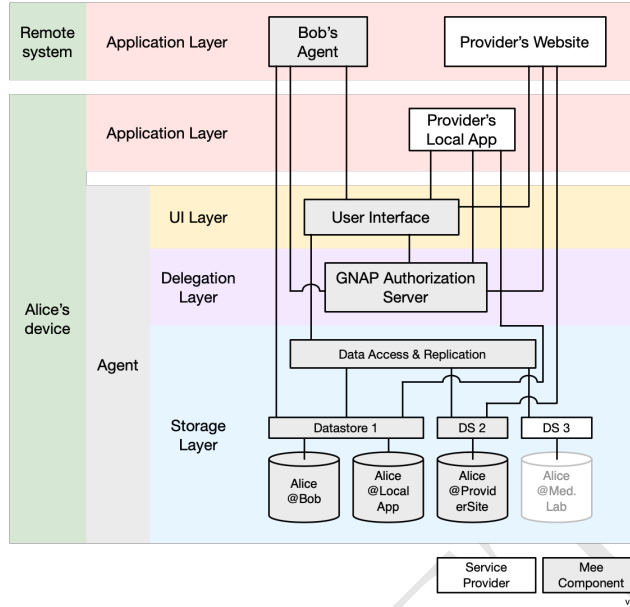 Remote
system
Application Layer
Bob's
Agent
Provider's Website
Application Layer
Provider's
Local App
UI Layer
User Interface
Delegation
Layer
GNAP Authorization
Server
Alice's
device
Agent
Data Access & Replication
Storage
Layer
Datastore 1
DS 2
DS 3
Alice
@Bob
Alice
@Local
App
Alice
@Provid
erSite
Alice
@Med.
Lab
Service
Provider
Mee
Component